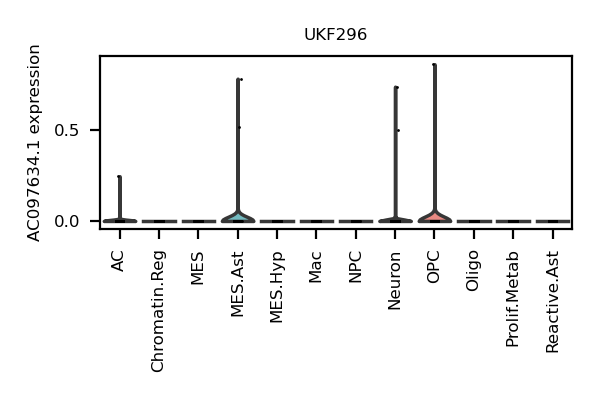 UKF296
AC097634.1 expression
0.5
0.0
AC
Chromatin.Reg
MES
MES.Ast
MES.Hyp
Mac
NPC
Neuron
OPC
Oligo
Prolif.Metab
Reactive.Ast